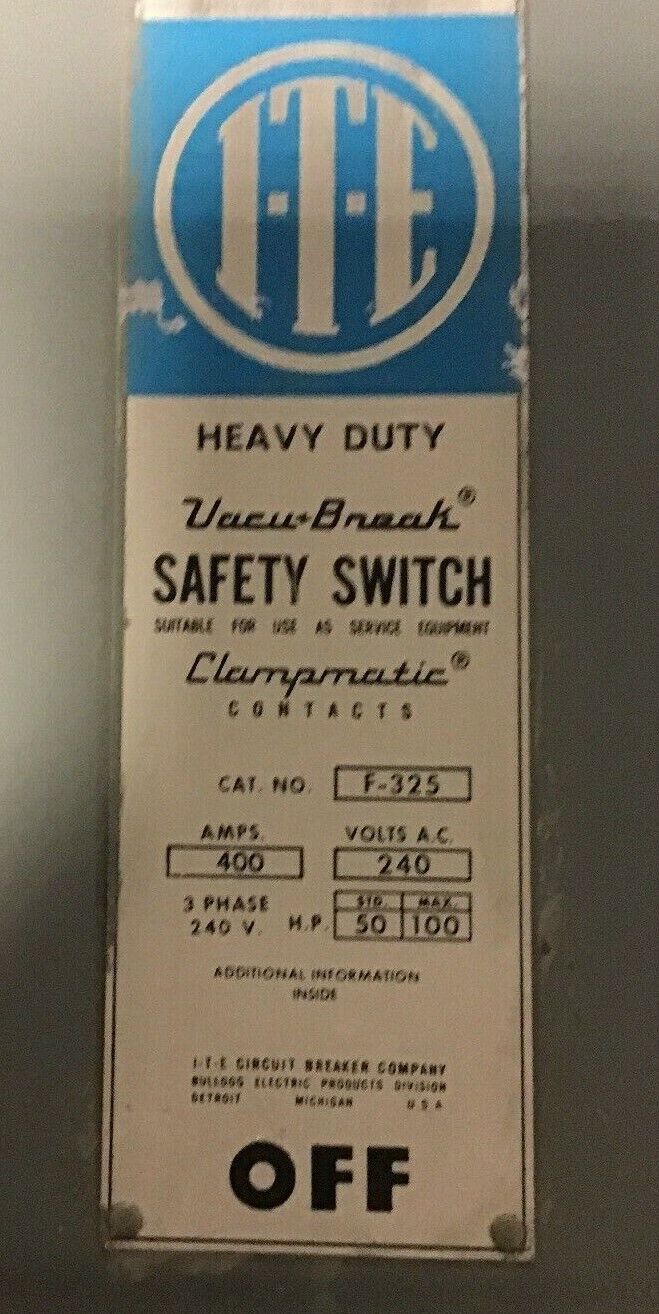 I-T-E
HEAVY DUTY
Vacu-Break®
SAFETY SWITCH
SUITABLE FOR USE AS SERVICE EQUIPMENT
Clampmatic®
CONTACTS
CAT. NO. F-325
AMPS. VOLTS A.C.
400 240
3 PHASE STD. MAX.
240 V. H.P. 50 100
ADDITIONAL INFORMATION
INSIDE
I-T-E CIRCUIT BREAKER COMPANY
BULLDOG ELECTRIC PRODUCTS DIVISION
DETROIT MICHIGAN USA
OFF